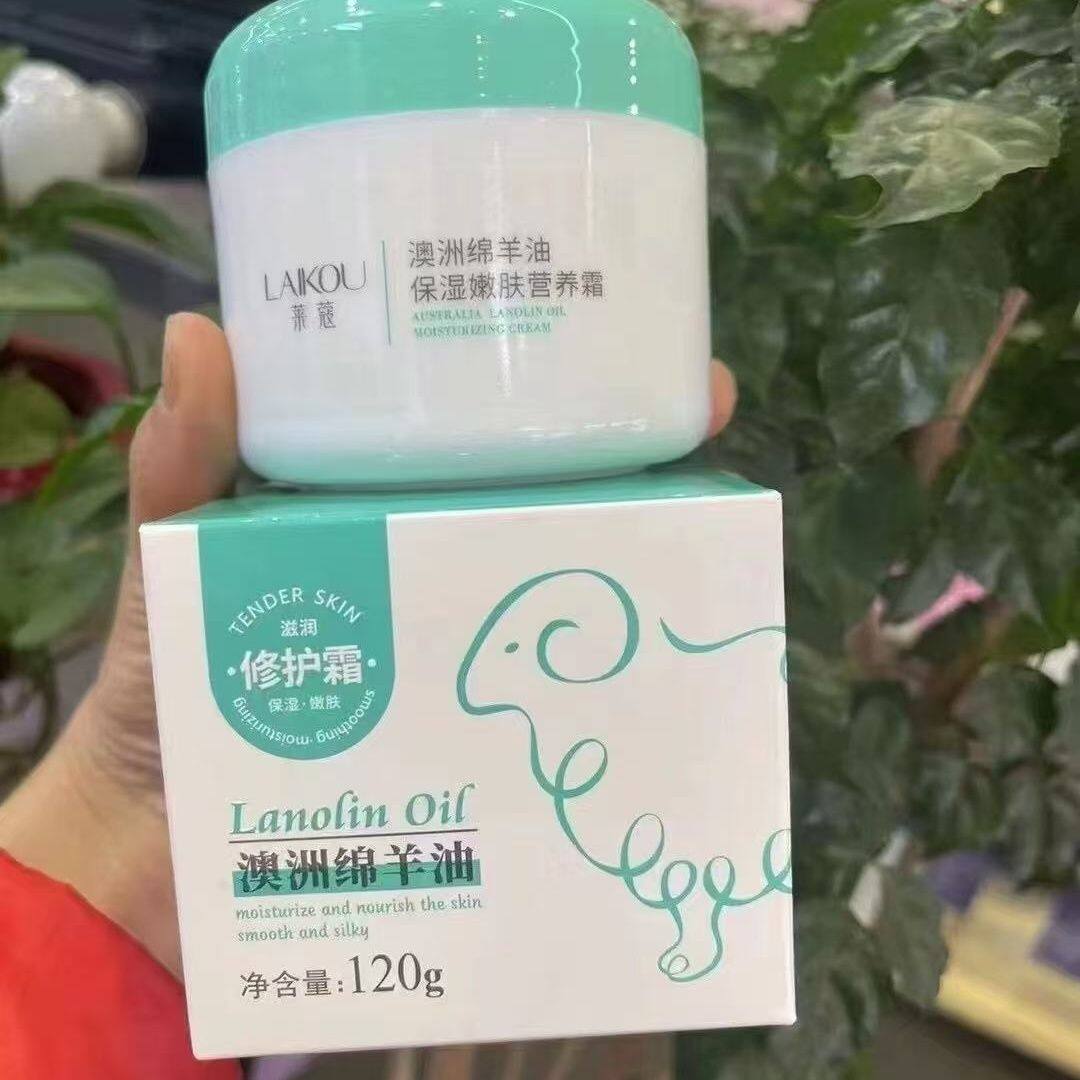 LAIKOU
莱蔻
澳洲绵羊油
保湿嫩肤营养霜
AUSTRALIA LANOLIN OIL
MOISTURIZING CREAM
TENDER SKIN
滋润
·修护霜·
保湿·嫩肤
smoothing·moisturizing
Lanolin Oil
澳洲绵羊油
moisturize and nourish the skin
smooth and silky
净含量:120g